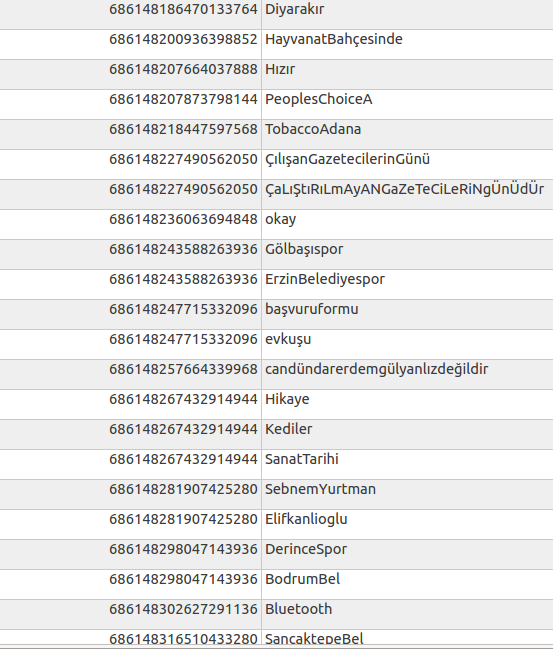 686148186470133764 Diyarakır
686148200936398852 HayvanatBahçesinde
686148207664037888 Hızır
686148207873798144 PeoplesChoiceA
686148218447597568 TobaccoAdana
686148227490562050 ÇılışanGazetecilerinGünü
686148227490562050 ÇaLıŞtıRıLmAyANGaZeTeCiLeRiNgÜnÜdÜr
686148236063694848 okay
686148243588263936 Gölbaşıspor
686148243588263936 ErzinBelediyespor
686148247715332096 başvuruformu
686148247715332096 evkuşu
686148257664339968 candündarerdemgülyanlızdeğildir
686148267432914944 Hikaye
686148267432914944 Kediler
686148267432914944 SanatTarihi
686148281907425280 SebnemYurtman
686148281907425280 Elifkanlioglu
686148298047143936 DerinceSpor
686148298047143936 BodrumBel
686148302627291136 Bluetooth
686148316510433280 SancaktepeBel